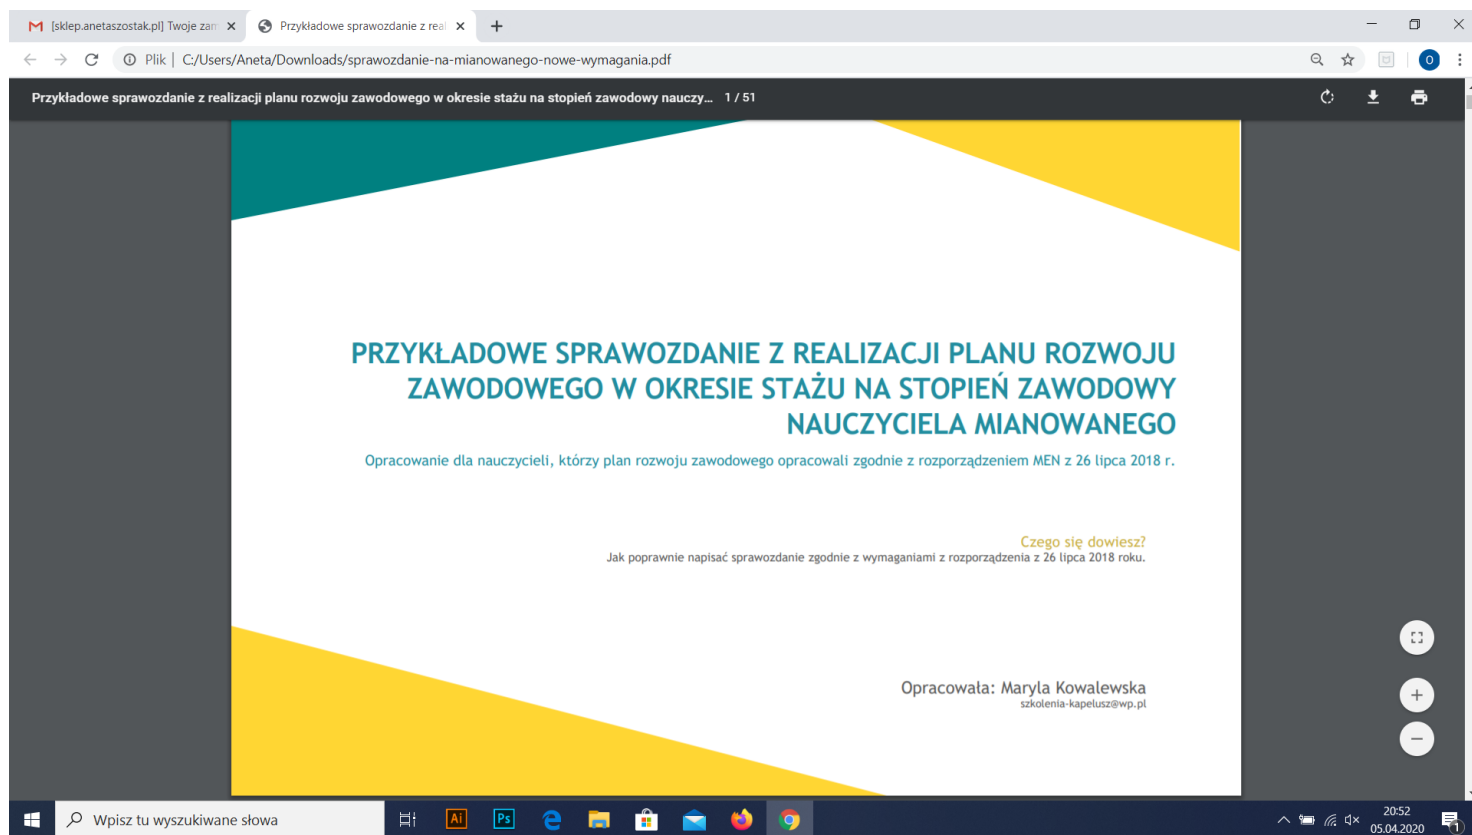 [sklep.anetaszostak.pl] Twoje zam
Przykładowe sprawozdanie z real
Plik | C:/Users/Aneta/Downloads/sprawozdanie-na-mianowanego-nowe-wymagania.pdf
O
Przykładowe sprawozdanie z realizacji planu rozwoju zawodowego w okresie stażu na stopień zawodowy nauczy... 1 / 51
PRZYKŁADOWE SPRAWOZDANIE Z REALIZACJI PLANU ROZWOJU
ZAWODOWEGO W OKRESIE STAŻU NA STOPIEŃ ZAWODOWY
NAUCZYCIELA MIANOWANEGO
Opracowanie dla nauczycieli, którzy plan rozwoju zawodowego opracowali zgodnie z rozporządzeniem MEN z 26 lipca 2018 r.
Czego się dowiesz?
Jak poprawnie napisać sprawozdanie zgodnie z wymaganiami z rozporządzenia z 26 lipca 2018 roku.
Opracowała: Maryla Kowalewska
szkolenia-kapelusz@wp.pl
Wpisz tu wyszukiwane słowa
Ai
Ps
20:52
05.04.2020
1